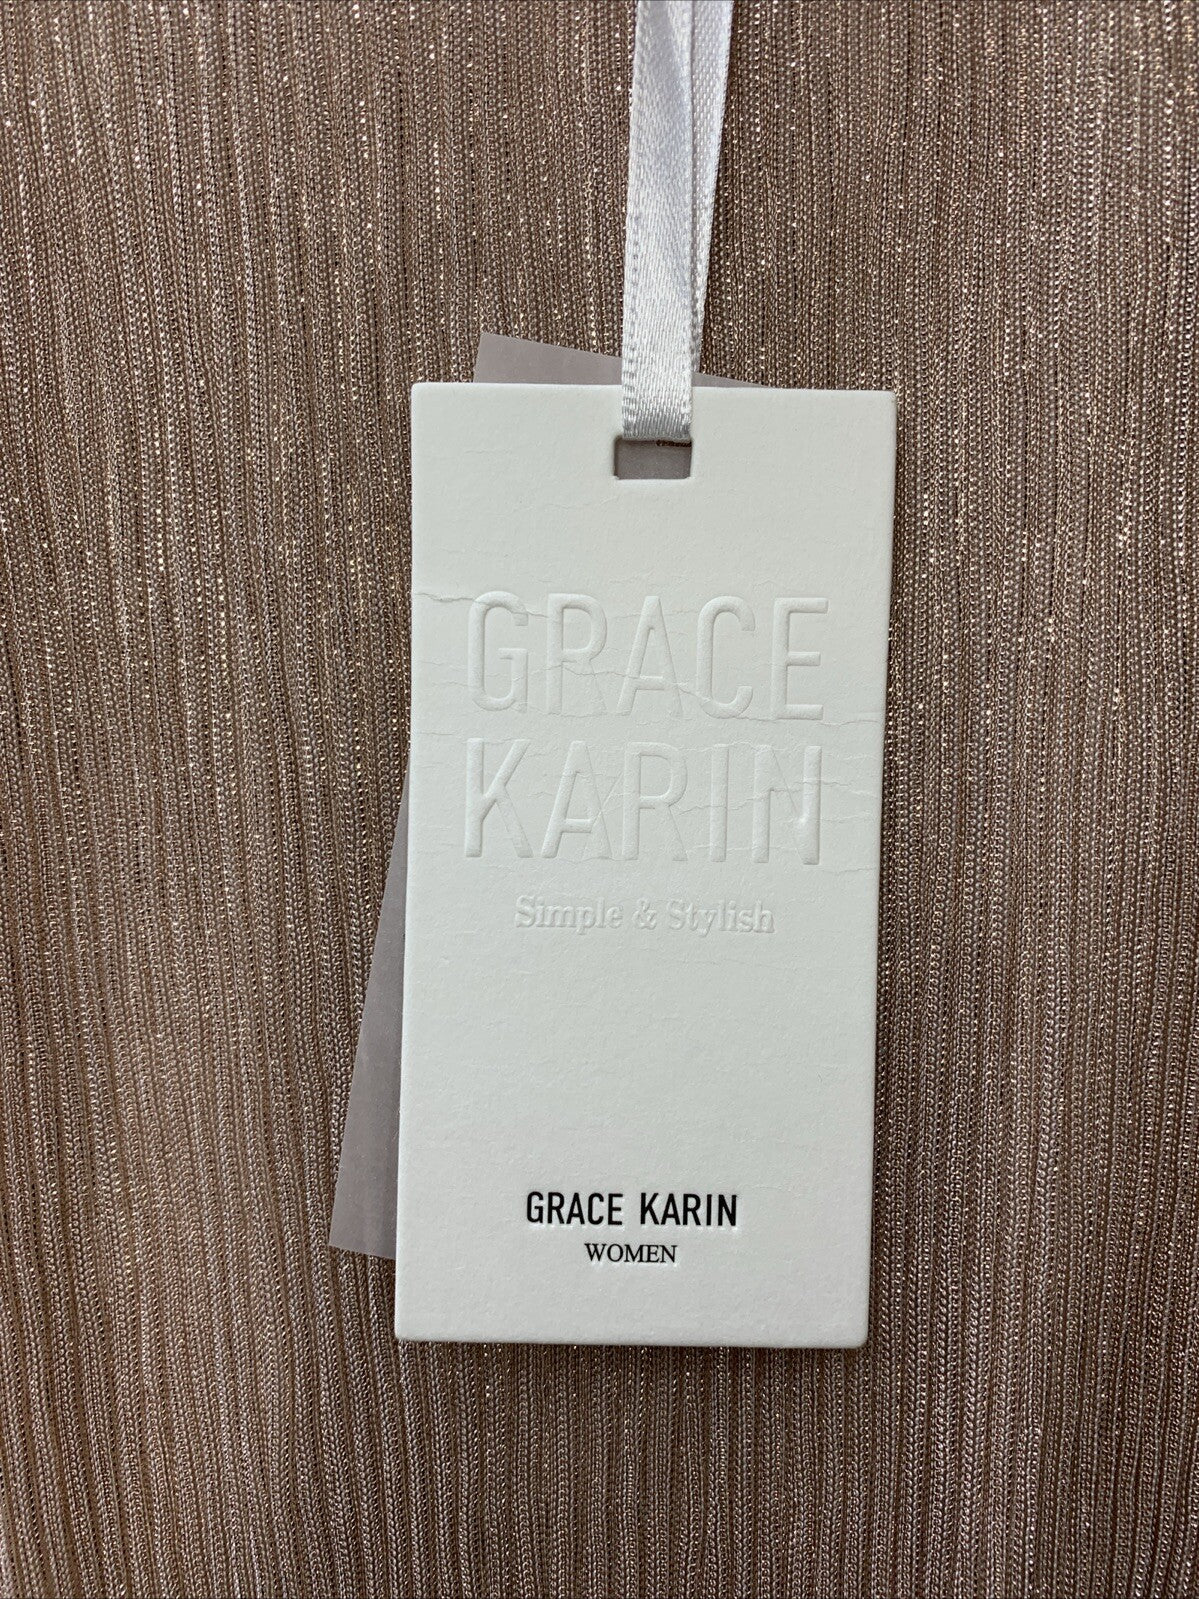 GRACE
KARIN
Simple & Stylish
GRACE KARIN
WOMEN